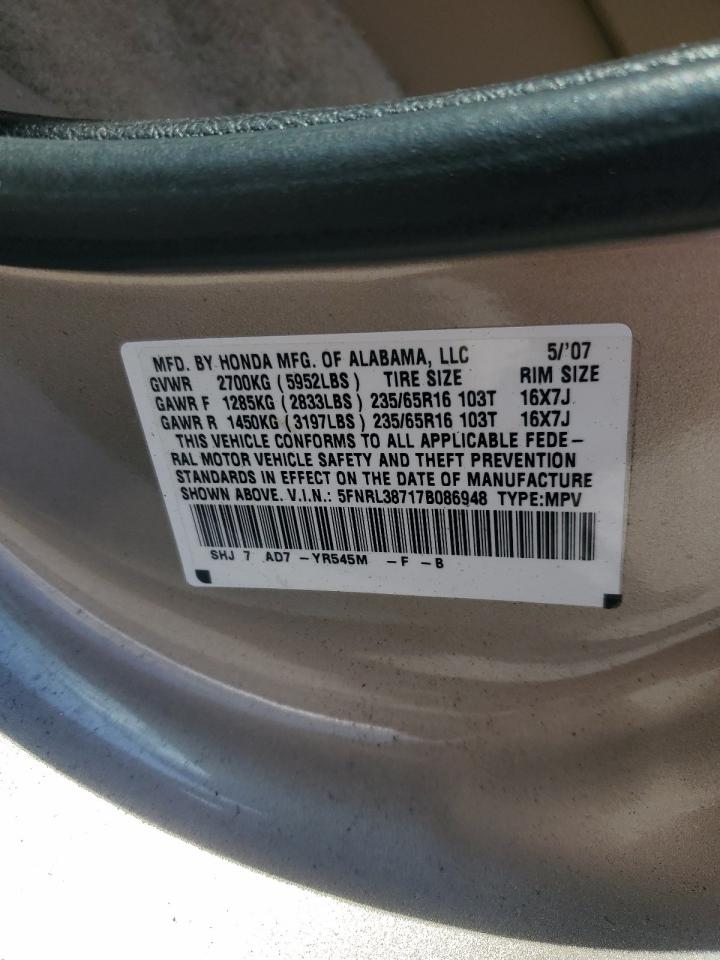 MFD. BY HONDA MFG. OF ALABAMA, LLC 5/'07
GVWR 2700KG (5952LBS) TIRE SIZE RIM SIZE
GAWR F 1285KG (2833LBS) 235/65R16 103T 16X7J
GAWR R 1450KG (3197LBS) 235/65R16 103T 16X7J
THIS VEHICLE CONFORMS TO ALL APPLICABLE FEDE-
RAL MOTOR VEHICLE SAFETY AND THEFT PREVENTION
STANDARDS IN EFFECT ON THE DATE OF MANUFACTURE
SHOWN ABOVE. V.I.N.: 5FNRL38717B086948 TYPE:MPV
SHJ 7 AD7 -YR545M -F -B